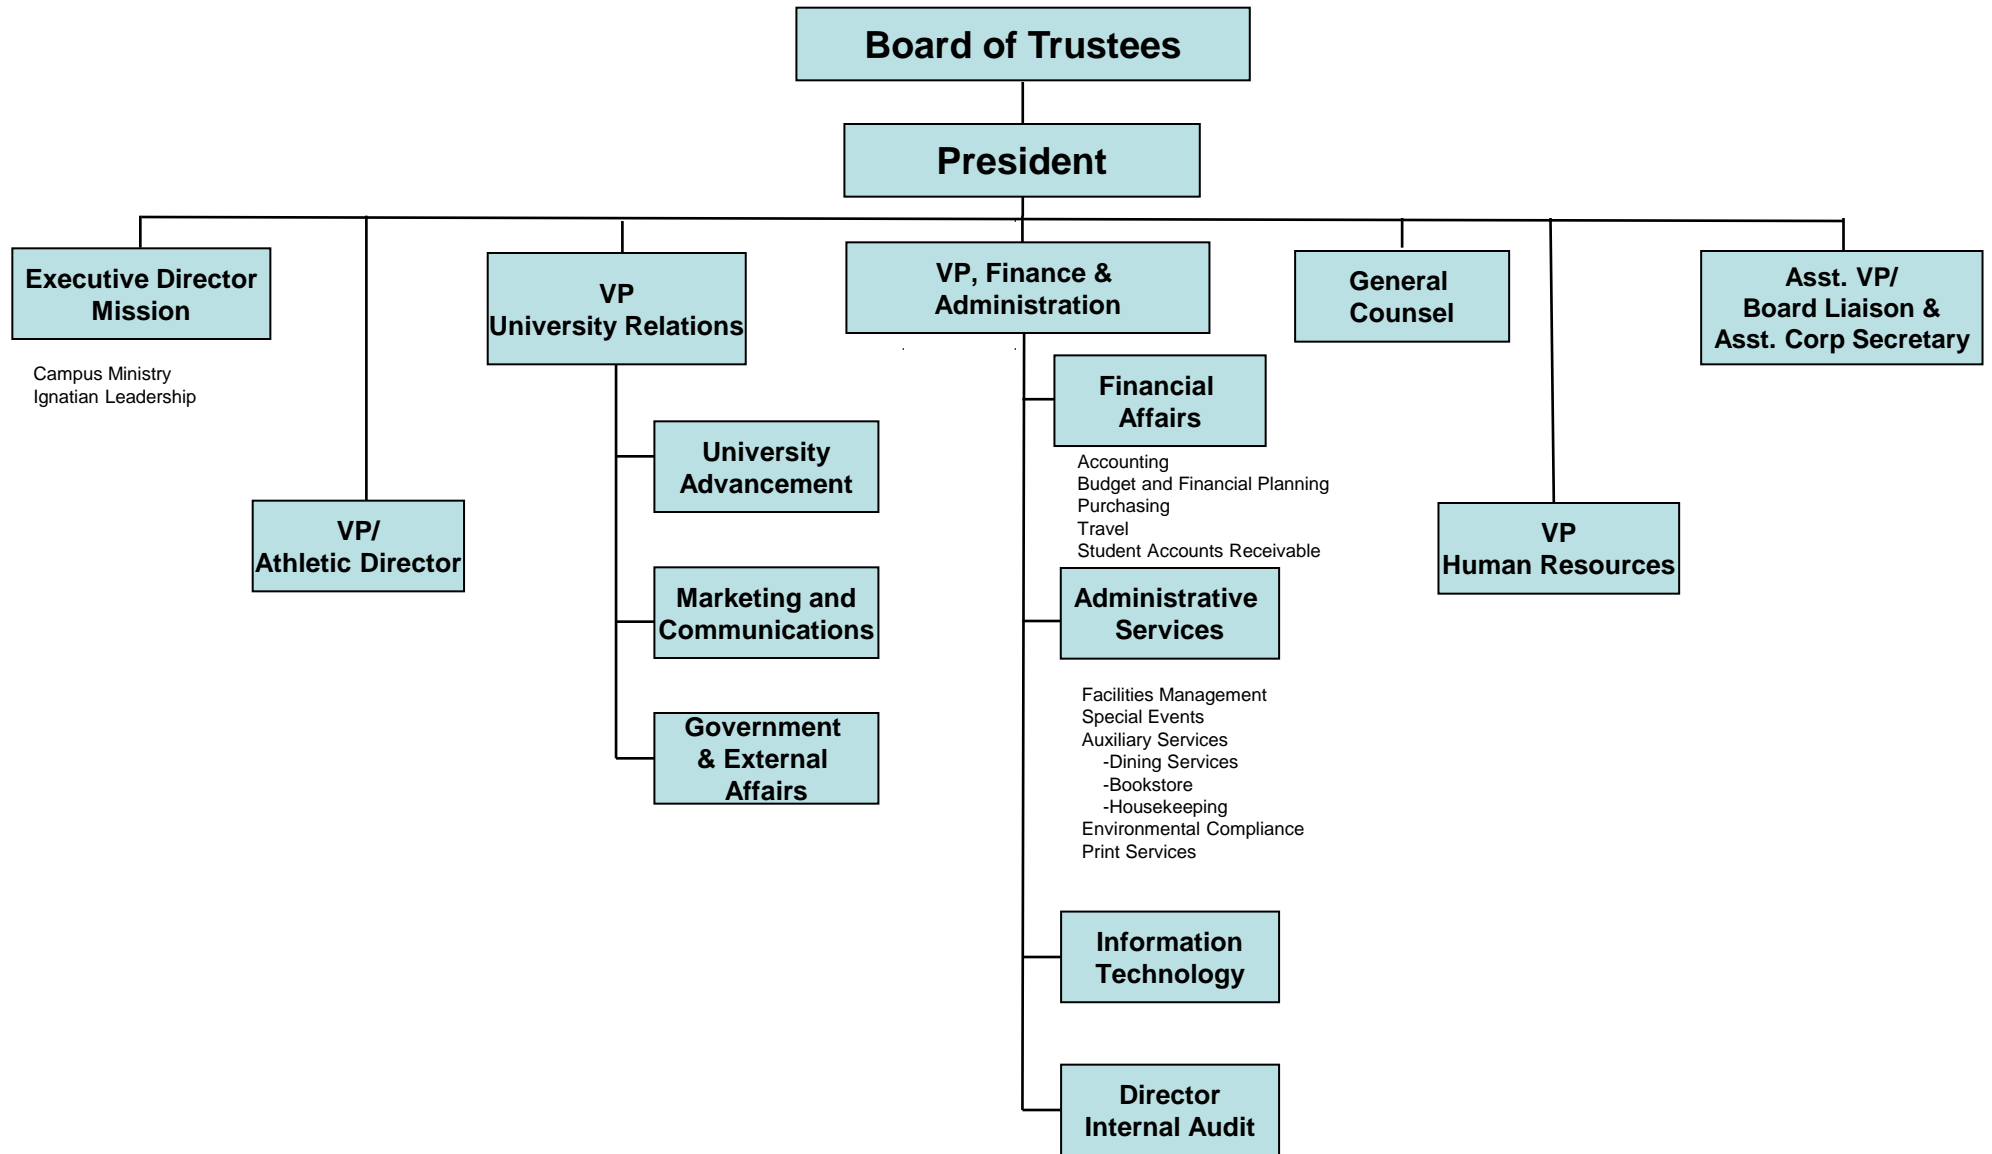 Board of Trustees
President
Executive Director
Mission
Campus Ministry
Ignatian Leadership
VP/
Athletic Director
VP
University Relations
University
Advancement
Marketing and
Communications
Government
& External
Affairs
VP, Finance &
Administration
Financial
Affairs
Accounting
Budget and Financial Planning
Purchasing
Travel
Student Accounts Receivable
Administrative
Services
Facilities Management
Special Events
Auxiliary Services
-Dining Services
-Bookstore
-Housekeeping
Environmental Compliance
Print Services
Information
Technology
Director
Internal Audit
General
Counsel
VP
Human Resources
Asst. VP/
Board Liaison &
Asst. Corp Secretary